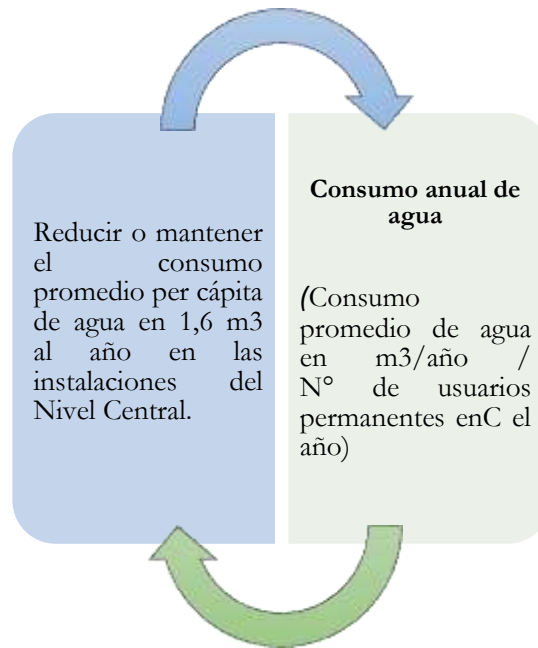 Reducir o mantener
el consumo
promedio per cápita
de agua en 1,6 m3
al año en las
instalaciones del
Nivel Central.
Consumo anual de
agua
(Consumo
promedio de agua
en m3/año /
N° de usuarios
permanentes enC el
año)